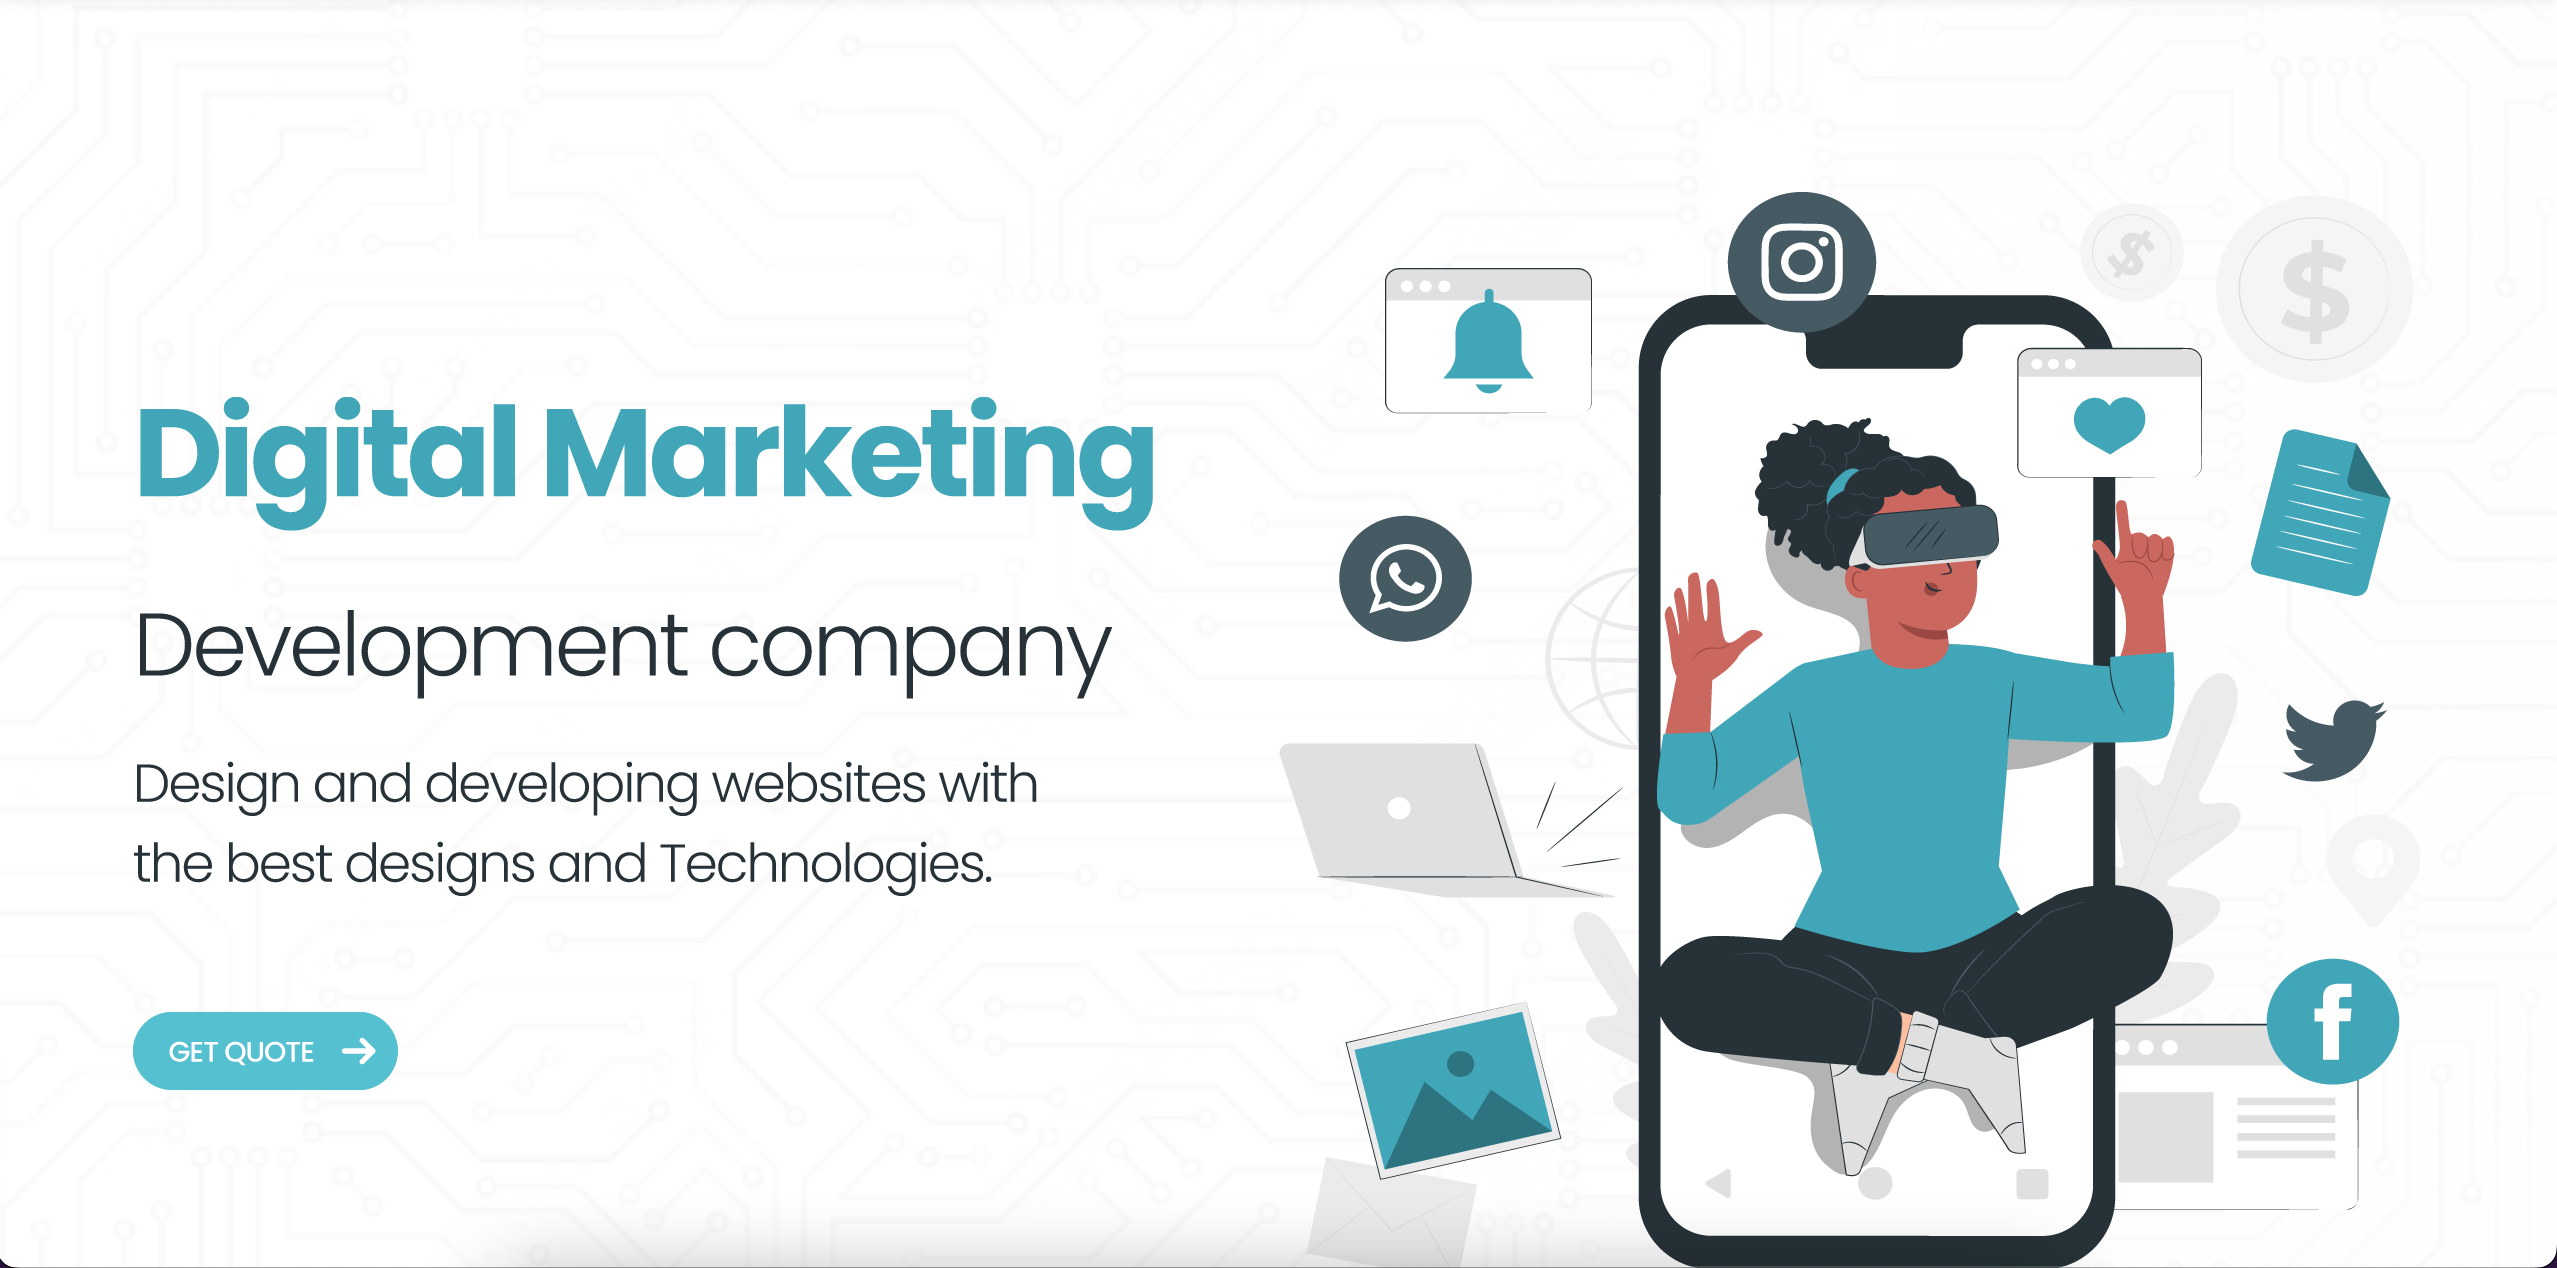 Digital Marketing
Development company
Design and developing websites with
the best designs and Technologies.
GET QUOTE